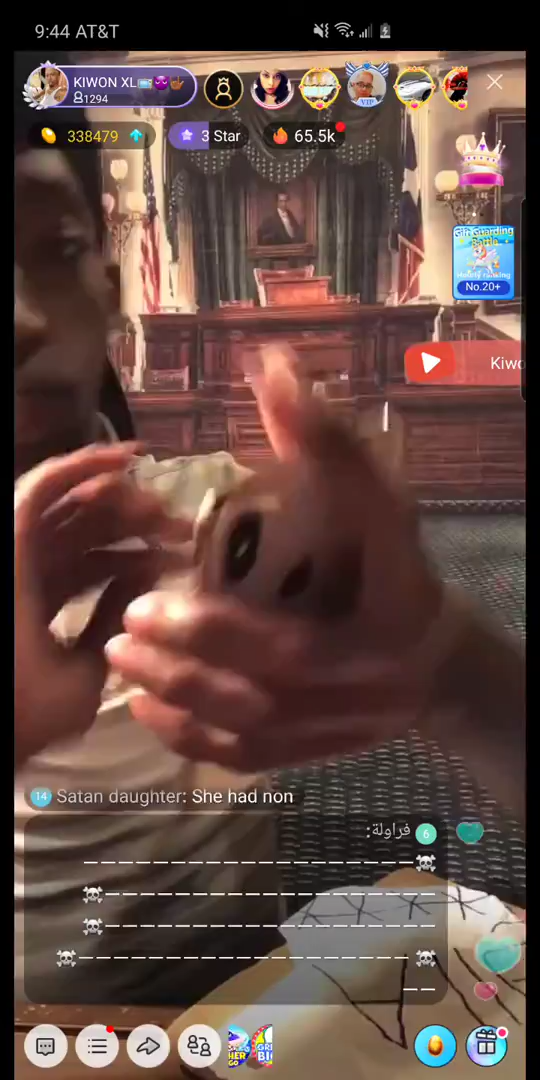 9:44 AT&T
KIWON XL
1294
VIP
338479
3 Star
65.5k
Gift Guarding
Battle
No.20+
Kiwo
14 Satan daughter: She had non
6 فراولة:
—————————————————☠
☠—————————————————
☠—————————————————
☠—————————————————☠
——